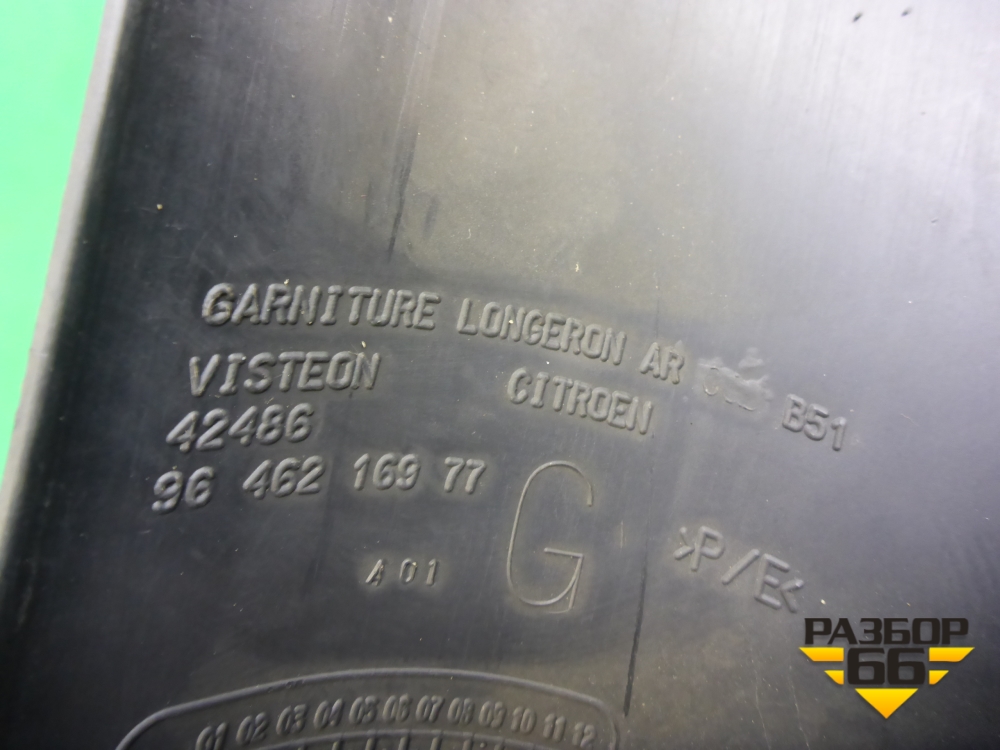 GARNITURE LONGERON AR B51
VISTEON CITROEN
42486
96 462 169 77
G
A01
>P/E<
01 02 03 04 05 06 07 08 09 10 11 12
РАЗБОР
66